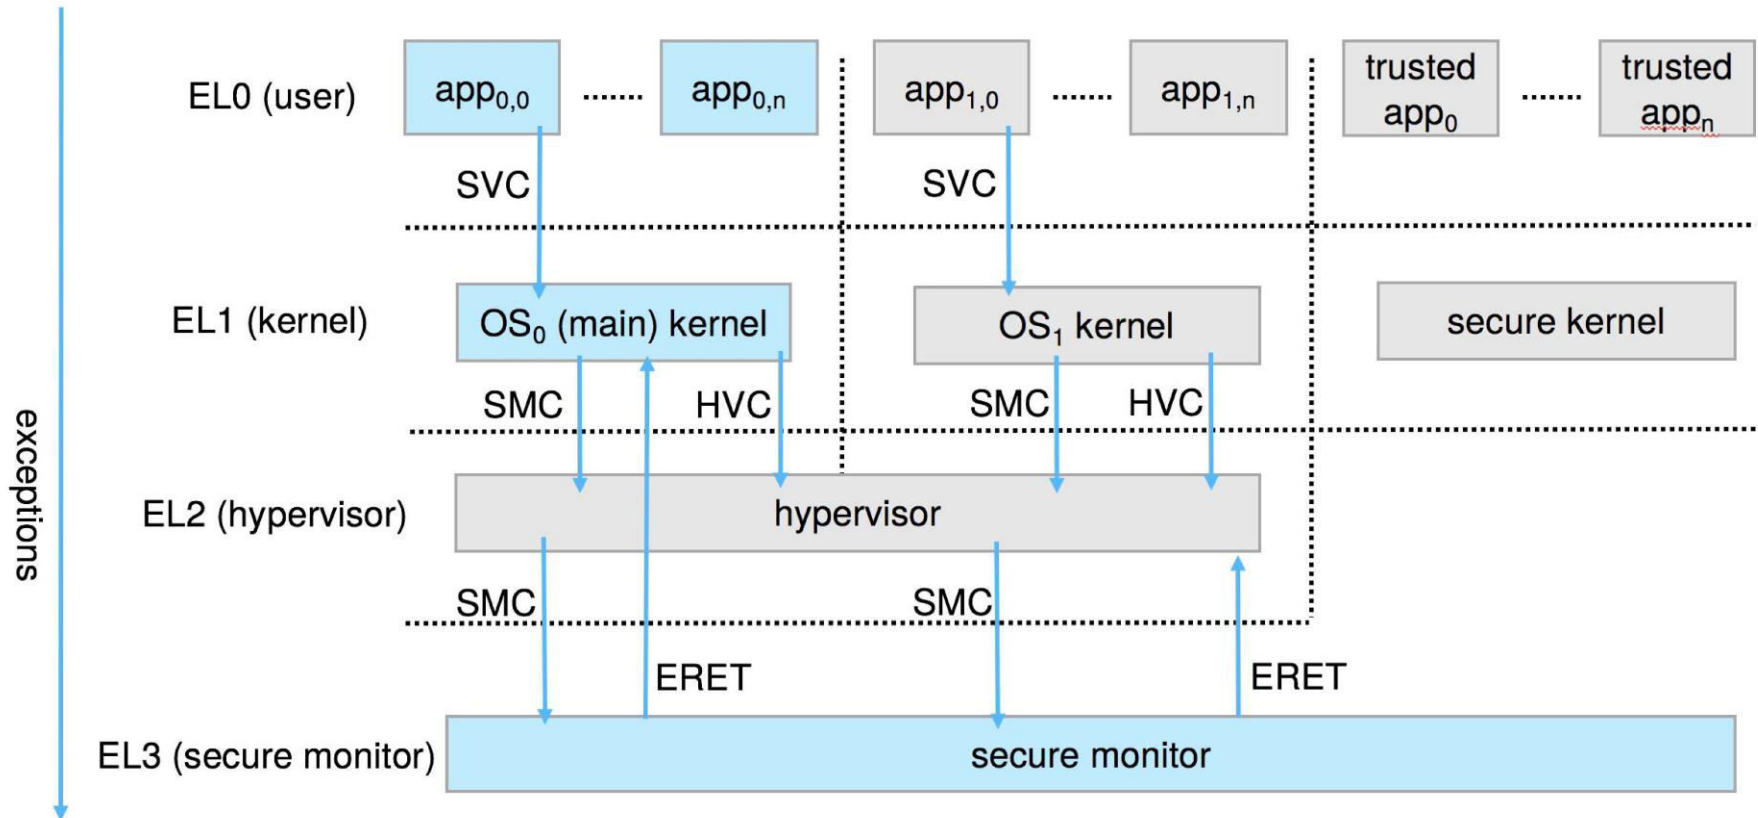 EL0 (user)
app0,0 ........ app0,n
app1,0 ........ app1,n
trusted
app0
........
trusted
appn
SVC
SVC
EL1 (kernel)
OS0 (main) kernel
OS1 kernel
secure kernel
SMC
HVC
SMC
HVC
exceptions
EL2 (hypervisor)
hypervisor
SMC
SMC
ERET
ERET
EL3 (secure monitor)
secure monitor